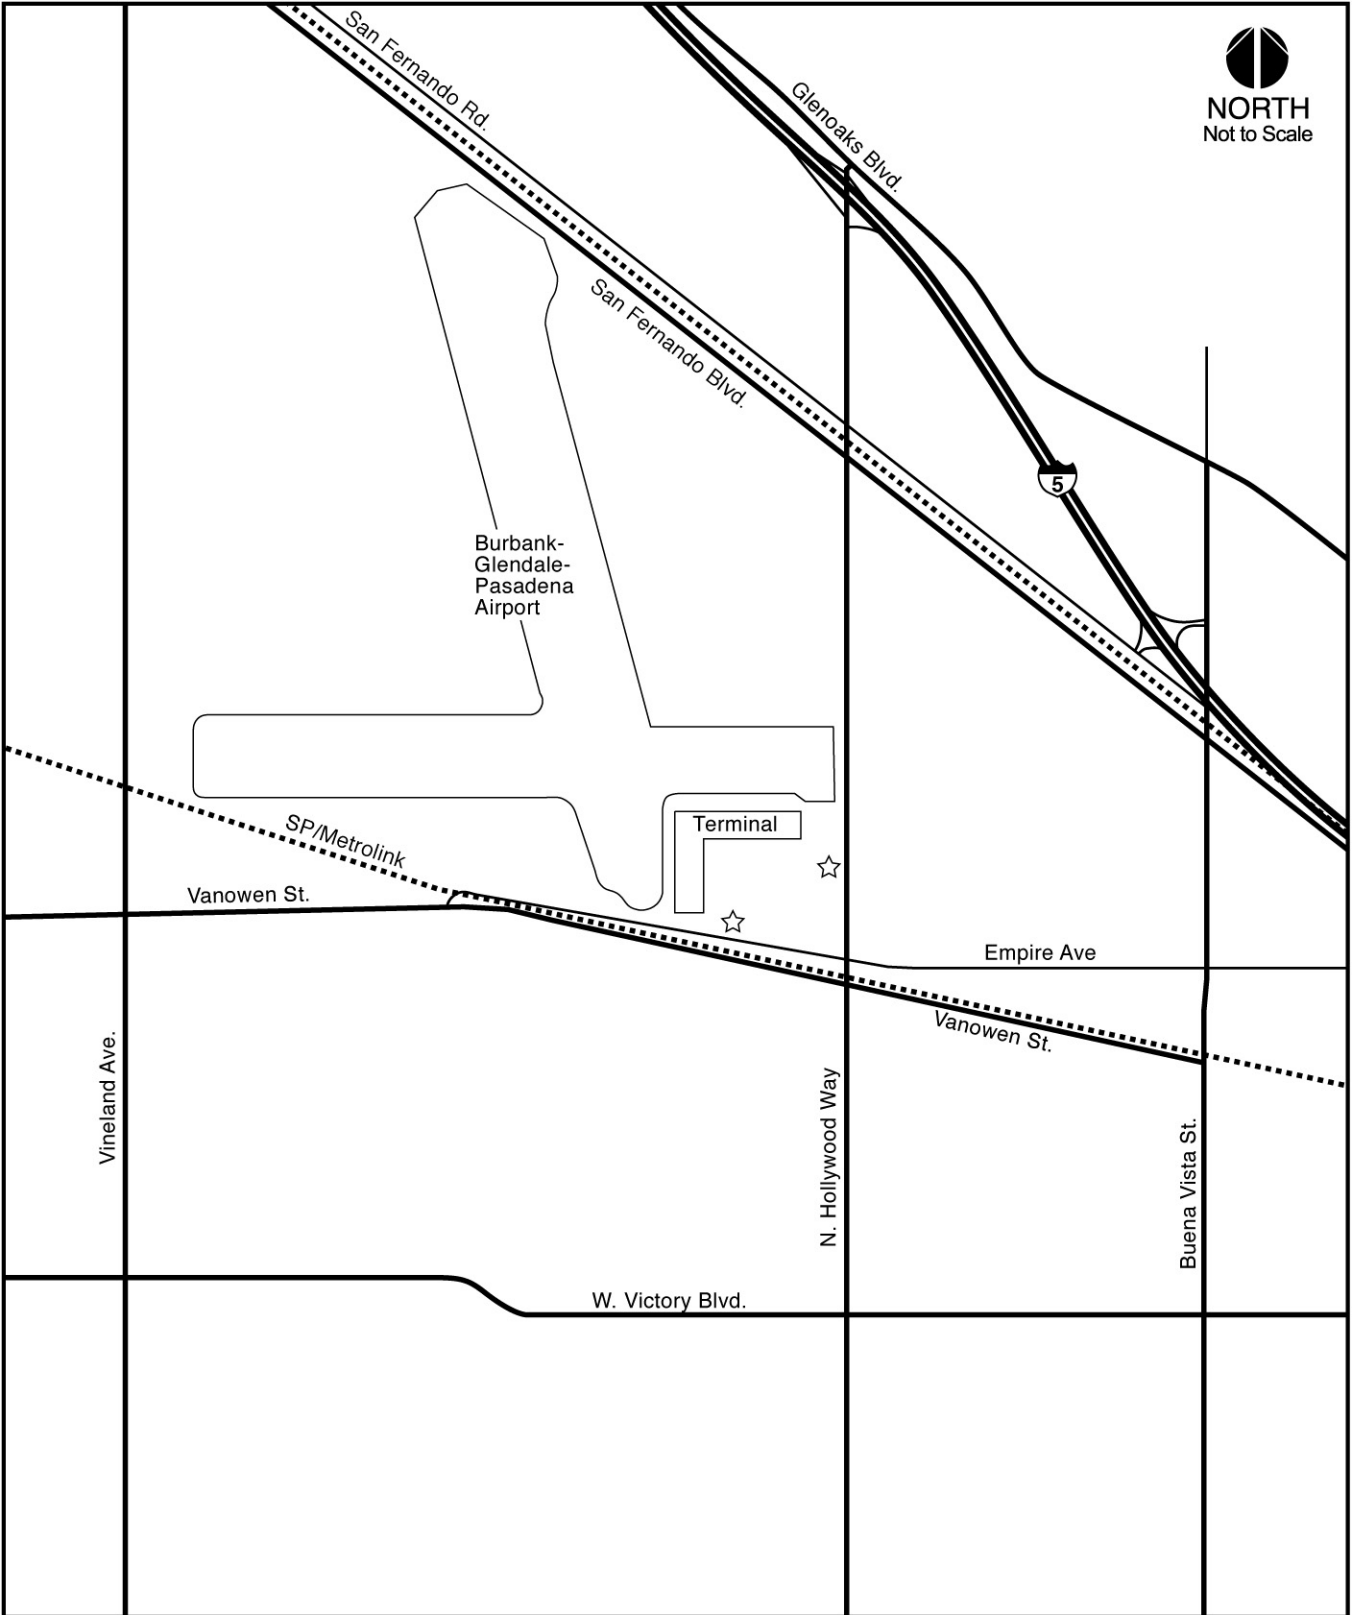 San Fernando Rd.
Glenoaks Blvd.
NORTH
Not to Scale
San Fernando Blvd.
5
Burbank-
Glendale-
Pasadena
Airport
Terminal
SP/Metrolink
Vanowen St.
Empire Ave
Vanowen St.
Vineland Ave.
N. Hollywood Way
Buena Vista St.
W. Victory Blvd.